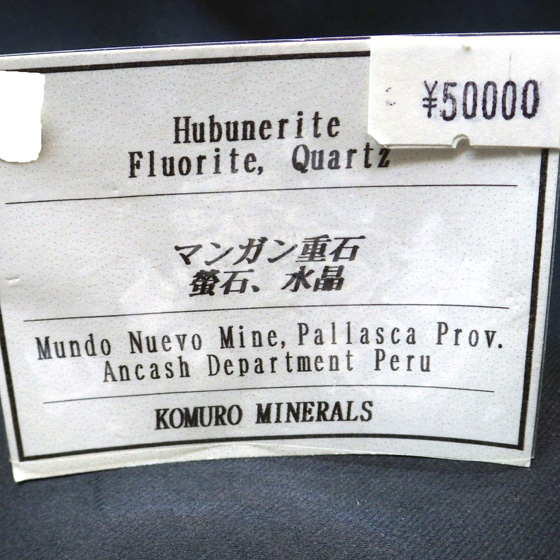 ¥50000
Hubunerite
Fluorite, Quartz
マンガン重石
螢石、水晶
Mundo Nuevo Mine, Pallasca Prov.
Ancash Department Peru
KOMURO MINERALS